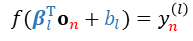 f(β_l^T o_n + b_l) = y_n^(l)